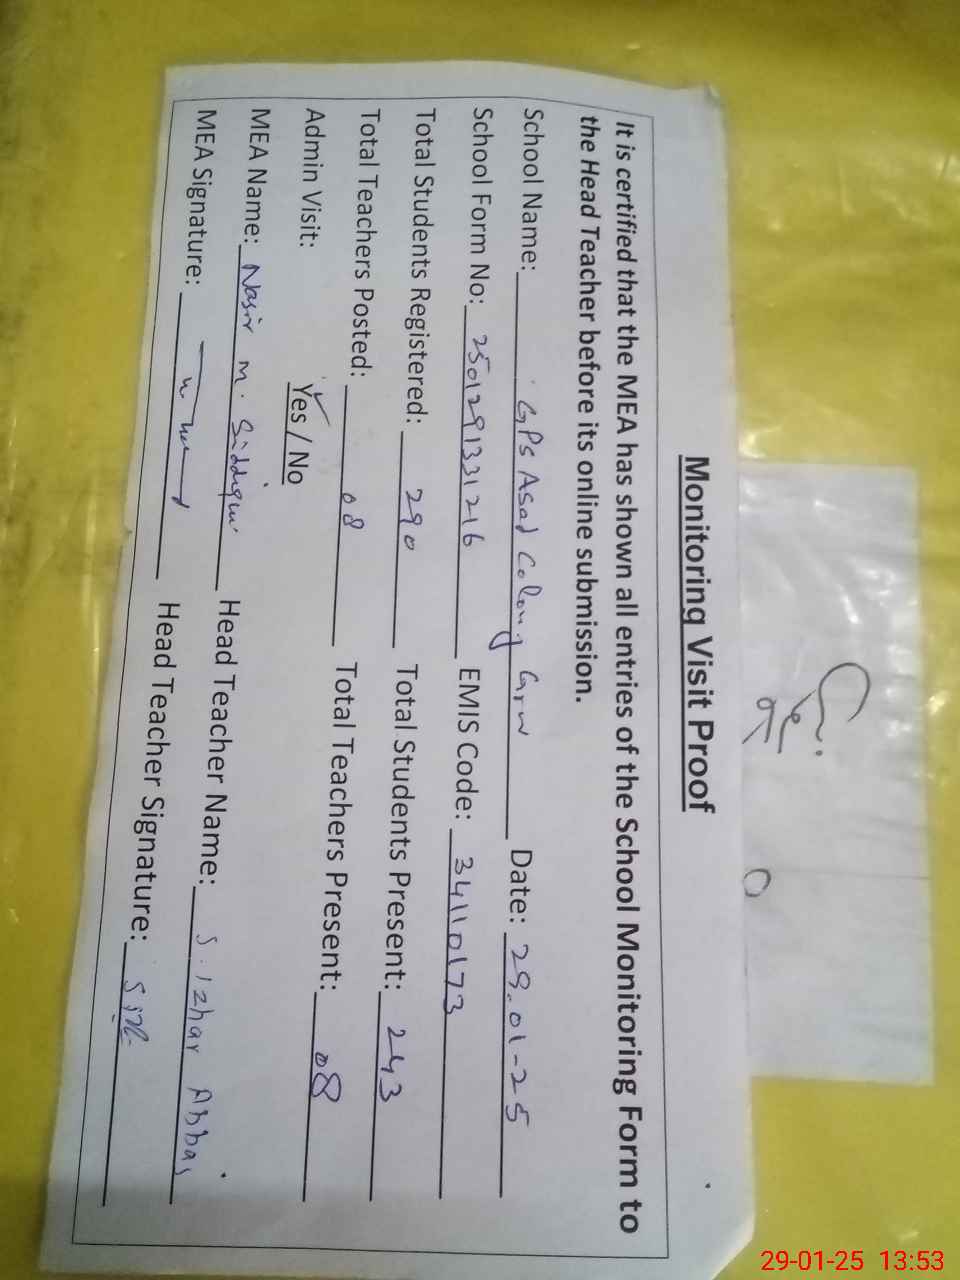 Monitoring Visit Proof
It is certified that the MEA has shown all entries of the School Monitoring Form to
the Head Teacher before its online submission.
School Name: GPS Asad Colony Date: 29.01-25
School Form No: 2501291331216 EMIS Code: 34110173
Total Students Registered: 290 Total Students Present: 243
Total Teachers Posted: 08 Total Teachers Present: 08
Admin Visit: Yes / No
MEA Name: Nasir M. Siddiqui Head Teacher Name: S. Izhar Abbas
MEA Signature: Head Teacher Signature:
29-01-25 13:53